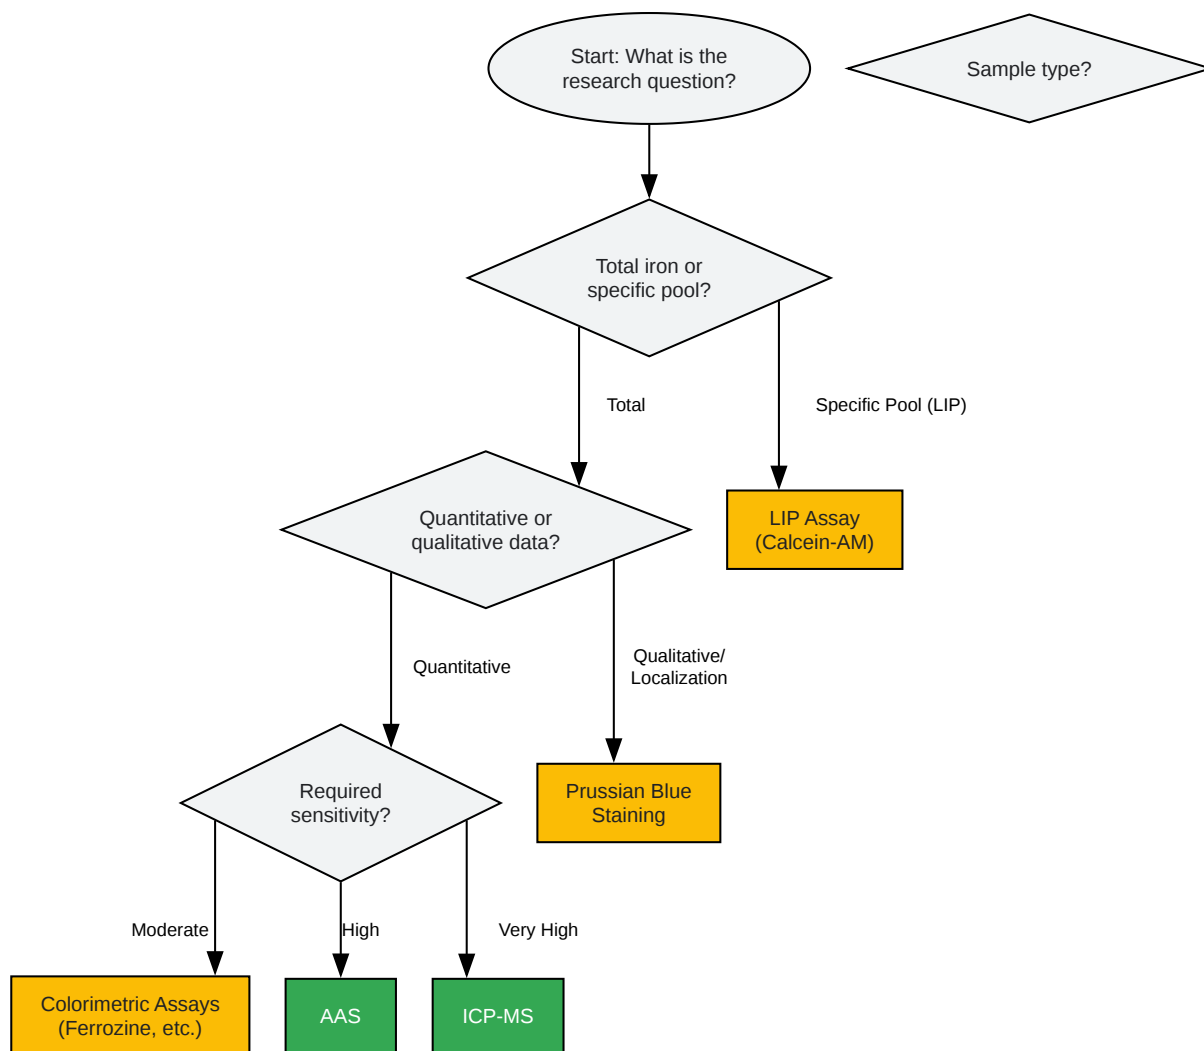 Start: What is the
research question?
Sample type?
Total iron or
specific pool?
Total
Specific Pool (LIP)
Quantitative or
qualitative data?
LIP Assay
(Calcein-AM)
Quantitative
Qualitative/
Localization
Required
sensitivity?
Prussian Blue
Staining
Moderate
High
Very High
Colorimetric Assays
(Ferrozine, etc.)
AAS
ICP-MS